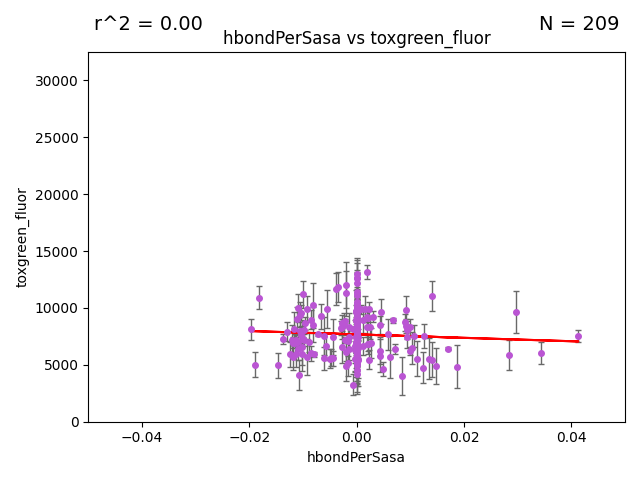 r^2 = 0.00
N = 209
hbondPerSasa vs toxgreen_fluor
toxgreen_fluor
30000
25000
20000
15000
10000
5000
0
−0.04
−0.02
0.00
0.02
0.04
hbondPerSasa